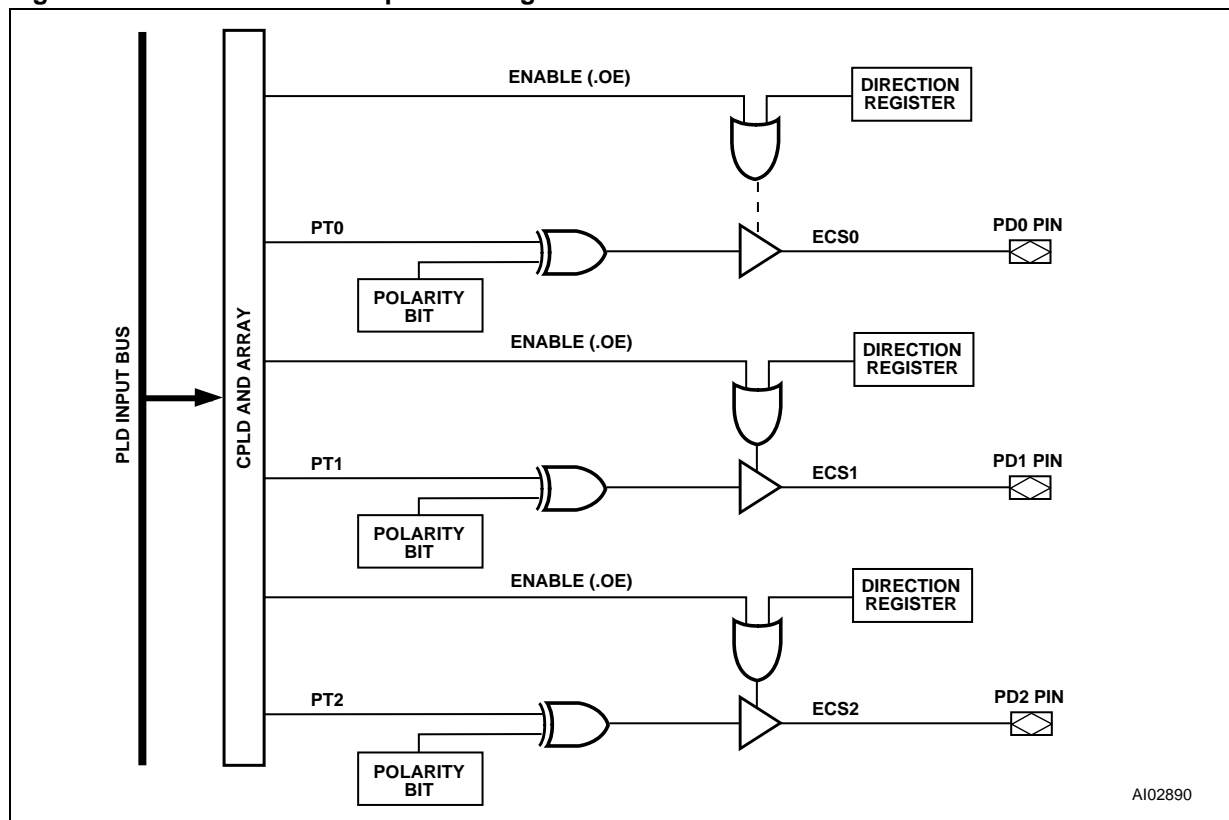 ENABLE (.OE)
DIRECTION
REGISTER
PT0
ECS0
PD0 PIN
POLARITY
BIT
ENABLE (.OE)
DIRECTION
REGISTER
PLD INPUT BUS
CPLD AND ARRAY
PT1
ECS1
PD1 PIN
POLARITY
BIT
ENABLE (.OE)
DIRECTION
REGISTER
PT2
ECS2
PD2 PIN
POLARITY
BIT
AI02890